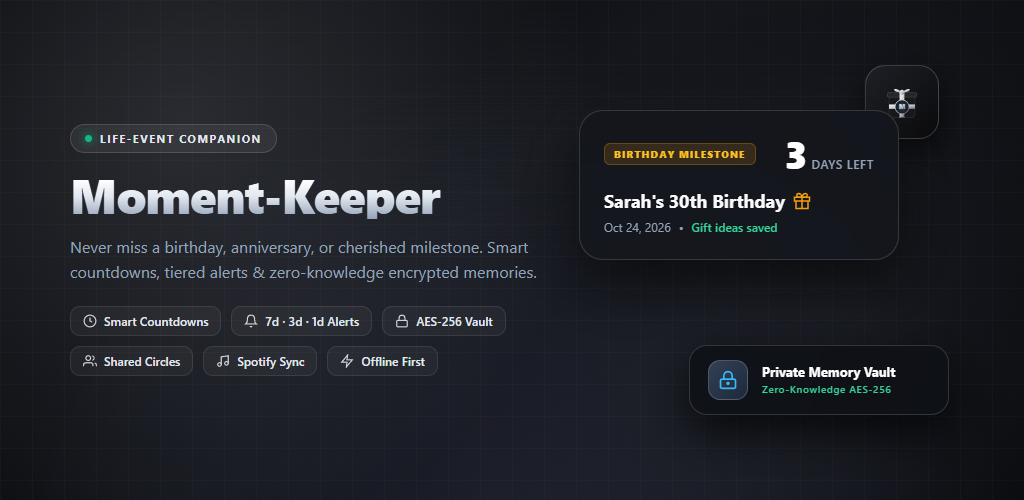 LIFE-EVENT COMPANION
Moment-Keeper
Never miss a birthday, anniversary, or cherished milestone. Smart
countdowns, tiered alerts & zero-knowledge encrypted memories.
Smart Countdowns
7d · 3d · 1d Alerts
AES-256 Vault
Shared Circles
Spotify Sync
Offline First
M
BIRTHDAY MILESTONE
3 DAYS LEFT
Sarah's 30th Birthday
Oct 24, 2026 • Gift ideas saved
Private Memory Vault
Zero-Knowledge AES-256